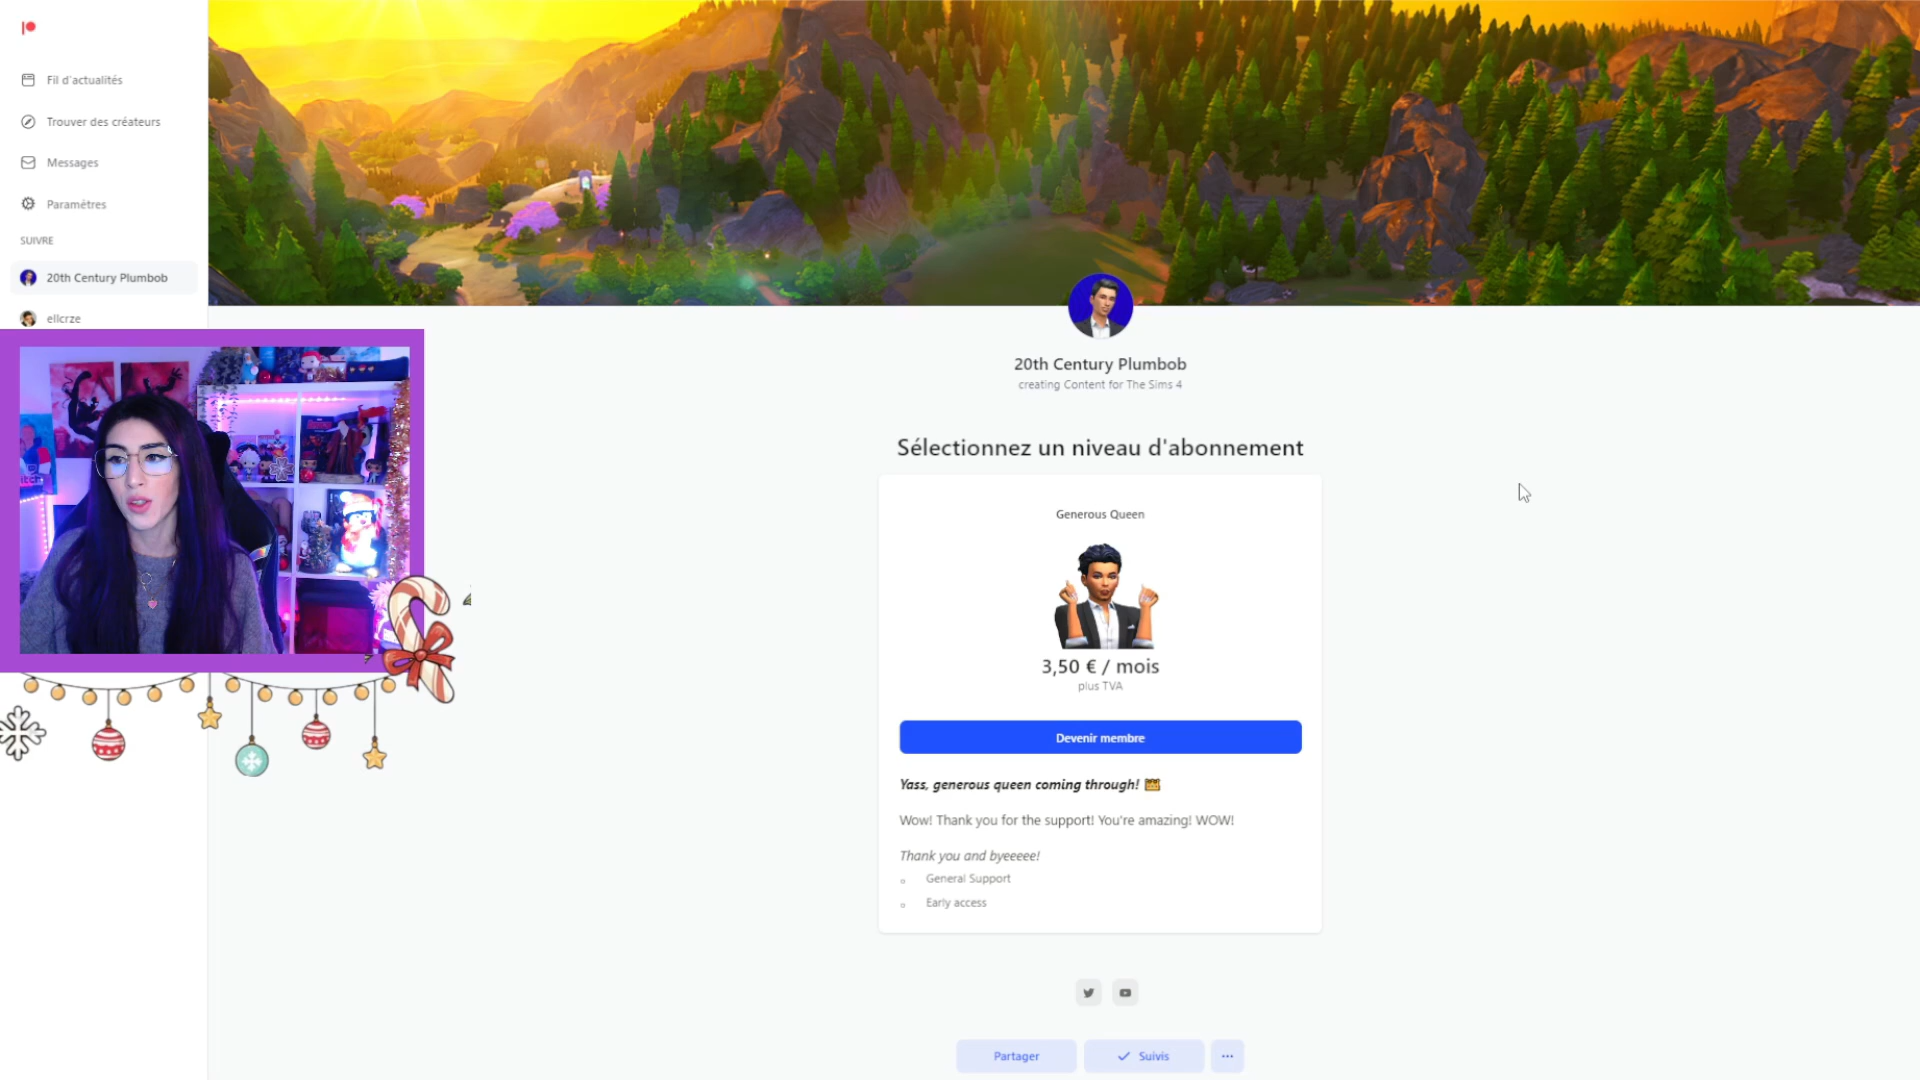 Fil d'actualités
Trouver des créateurs
Messages
Paramètres
SUIVRE
20th Century Plumbob
ellcrze
20th Century Plumbob
creating Content for The Sims 4
Sélectionnez un niveau d'abonnement
Generous Queen
3,50 € / mois
plus TVA
Devenir membre
Yass, generous queen coming through!
Wow! Thank you for the support! You're amazing! WOW!
Thank you and byeeeee!
General Support
Early access
Partager
Suivis